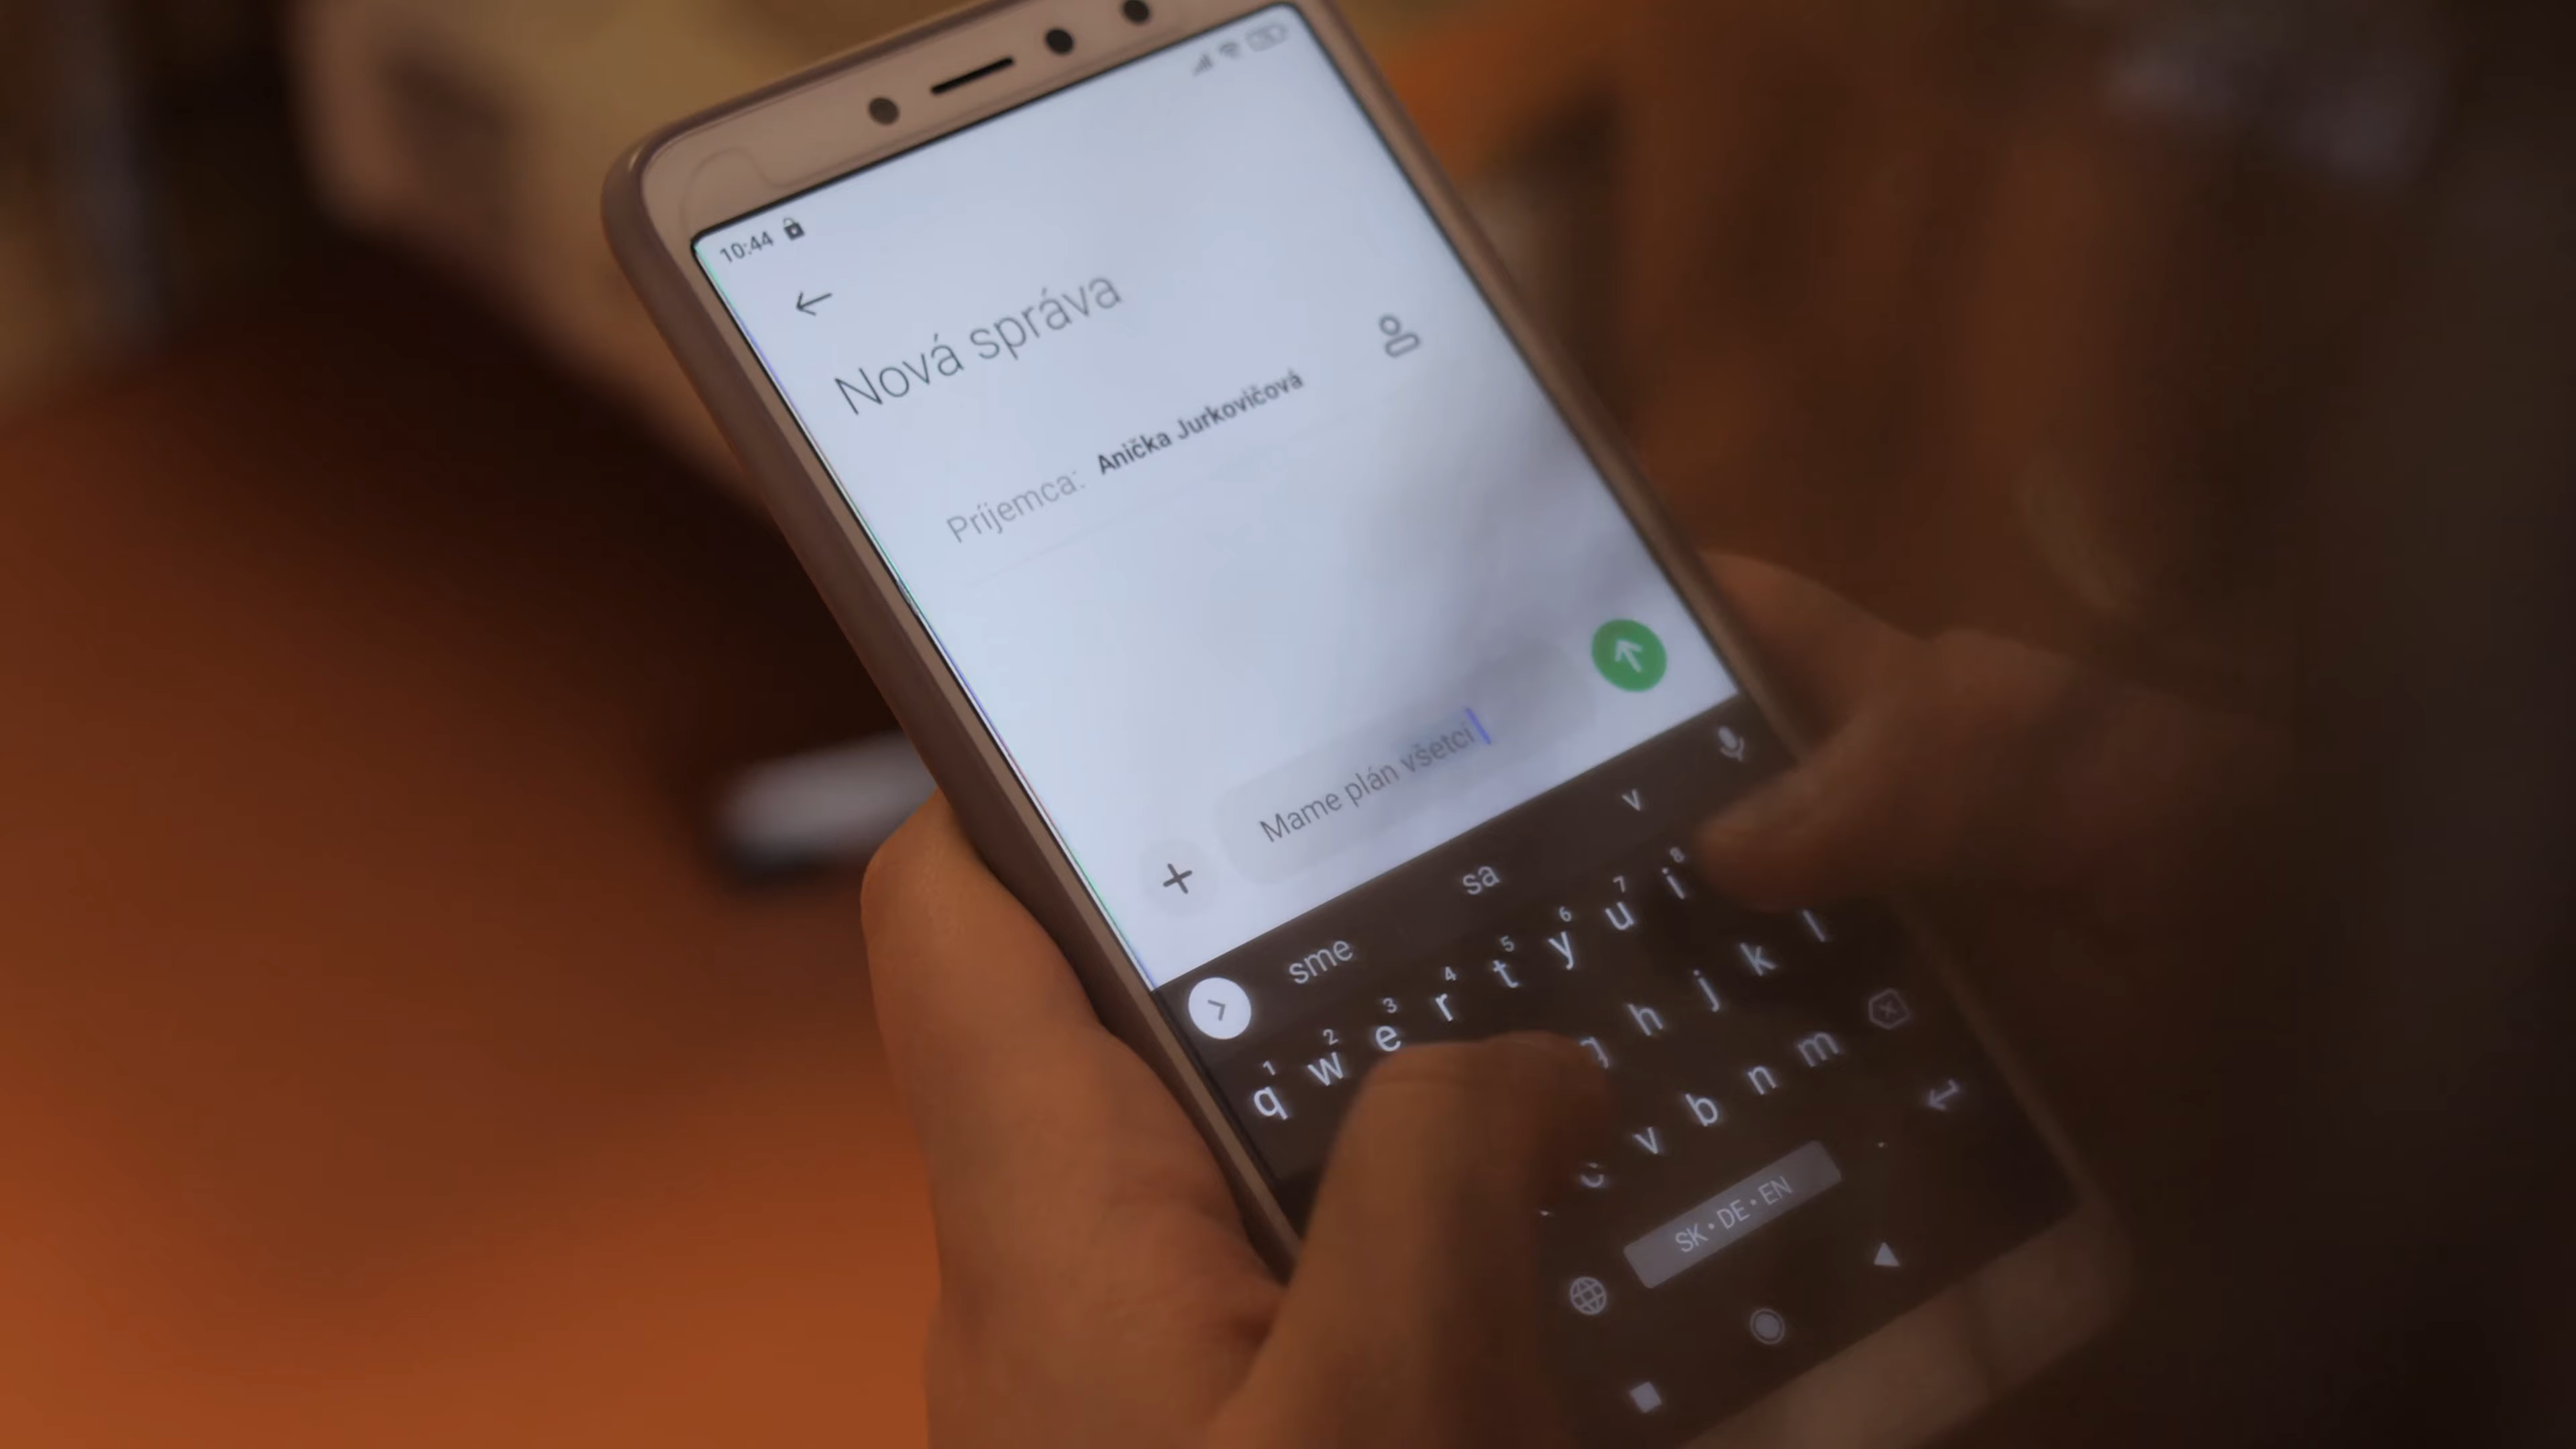 10:44
Nová správa
Príjemca: Anička Jurkovičová
Mame plán všetci
sme sa v
1 2 3 4 5 6 7 8
q w e r t y u i
h j k l
v b n m
SK • DE • EN